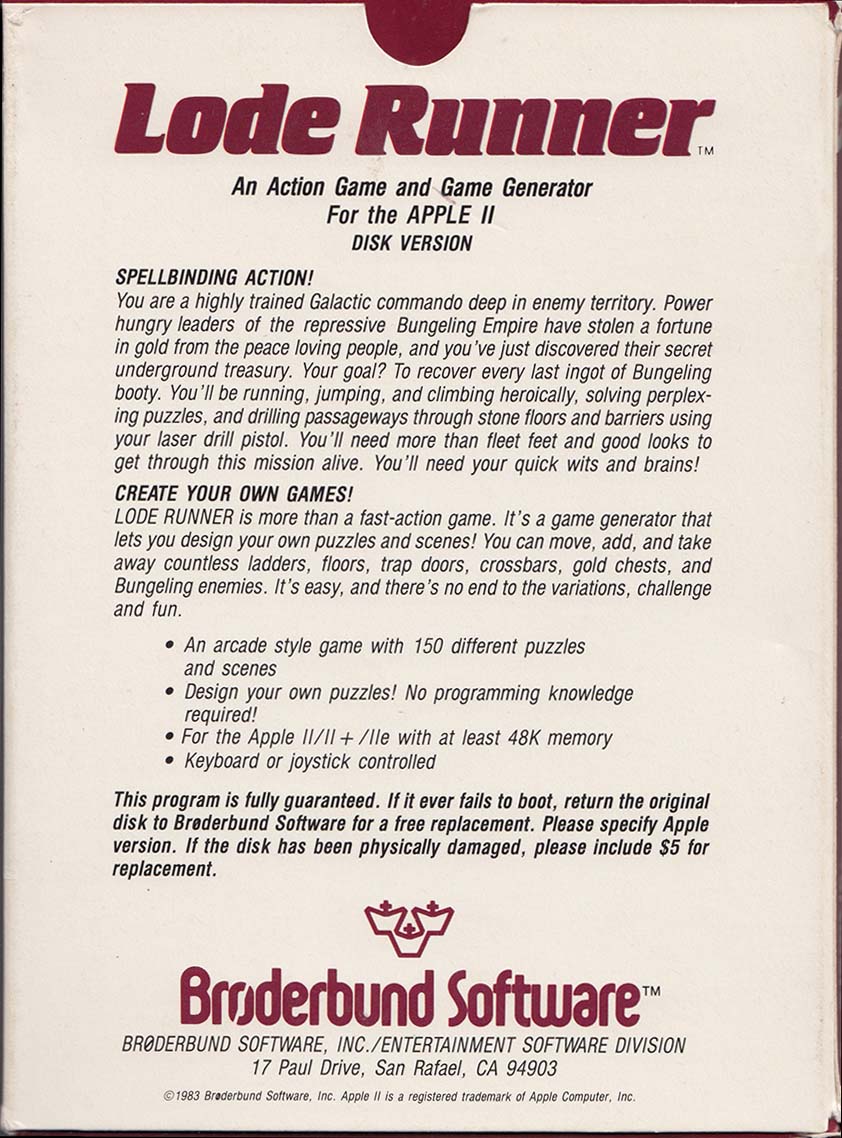 Lode Runner™
An Action Game and Game Generator
For the APPLE II
DISK VERSION
SPELLBINDING ACTION!
You are a highly trained Galactic commando deep in enemy territory. Power
hungry leaders of the repressive Bungeling Empire have stolen a fortune
in gold from the peace loving people, and you've just discovered their secret
underground treasury. Your goal? To recover every last ingot of Bungeling
booty. You'll be running, jumping, and climbing heroically, solving perplex-
ing puzzles, and drilling passageways through stone floors and barriers using
your laser drill pistol. You'll need more than fleet feet and good looks to
get through this mission alive. You'll need your quick wits and brains!
CREATE YOUR OWN GAMES!
LODE RUNNER is more than a fast-action game. It's a game generator that
lets you design your own puzzles and scenes! You can move, add, and take
away countless ladders, floors, trap doors, crossbars, gold chests, and
Bungeling enemies. It's easy, and there's no end to the variations, challenge
and fun.
• An arcade style game with 150 different puzzles
and scenes
• Design your own puzzles! No programming knowledge
required!
• For the Apple II/II + /IIe with at least 48K memory
• Keyboard or joystick controlled
This program is fully guaranteed. If it ever fails to boot, return the original
disk to Brøderbund Software for a free replacement. Please specify Apple
version. If the disk has been physically damaged, please include $5 for
replacement.
Brøderbund Software™
BRØDERBUND SOFTWARE, INC./ENTERTAINMENT SOFTWARE DIVISION
17 Paul Drive, San Rafael, CA 94903
©1983 Brøderbund Software, Inc. Apple II is a registered trademark of Apple Computer, Inc.